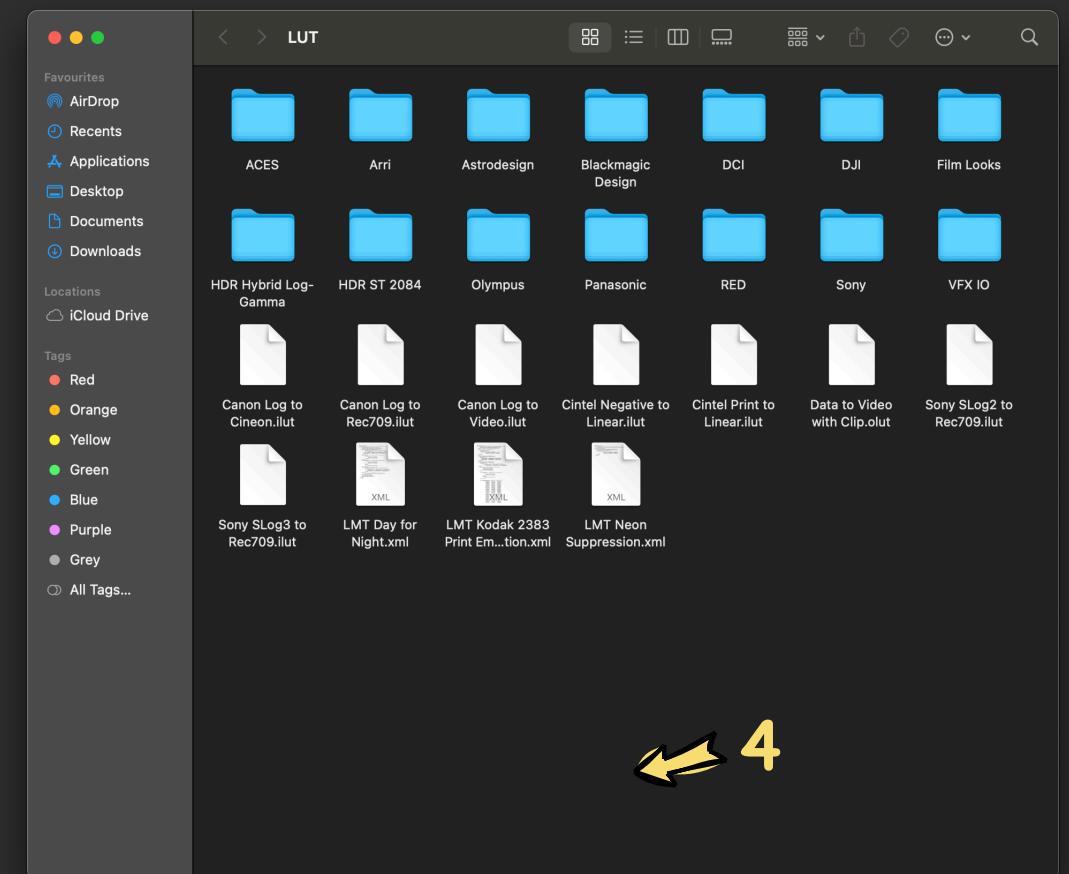 LUT
Favourites
AirDrop
Recents
Applications
Desktop
Documents
Downloads
Locations
iCloud Drive
Tags
Red
Orange
Yellow
Green
Blue
Purple
Grey
All Tags...
ACES
Arri
Astrodesign
Blackmagic
Design
DCI
DJI
Film Looks
HDR Hybrid Log-
Gamma
HDR ST 2084
Olympus
Panasonic
RED
Sony
VFX IO
Canon Log to
Cineon.ilut
Canon Log to
Rec709.ilut
Canon Log to
Video.ilut
Cintel Negative to
Linear.ilut
Cintel Print to
Linear.ilut
Data to Video
with Clip.olut
Sony SLog2 to
Rec709.ilut
Sony SLog3 to
Rec709.ilut
XML
LMT Day for
Night.xml
XML
LMT Kodak 2383
Print Em...tion.xml
XML
LMT Neon
Suppression.xml
4